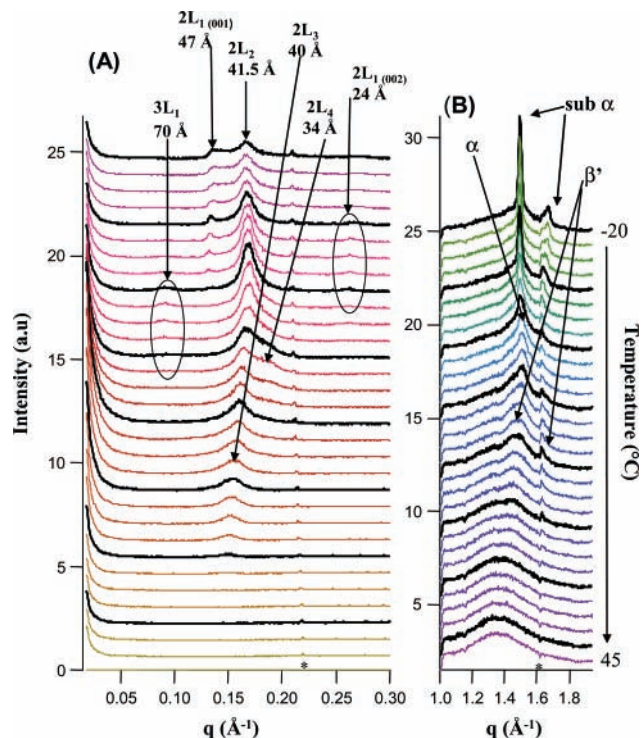 2L1 (001)
47 Å
2L2
41.5 Å
2L3
40 Å
2L1 (002)
24 Å
(A)
3L1
70 Å
2L4
34 Å
Intensity (a.u)
25
20
15
10
5
0
0.05
0.10
0.15
0.20
0.25
0.30
*
q (Å-1)
(B)
sub α
α
β’
30
25
20
15
10
5
-20
Temperature (°C)
45
1.0
1.2
1.4
1.6
1.8
*
q (Å-1)